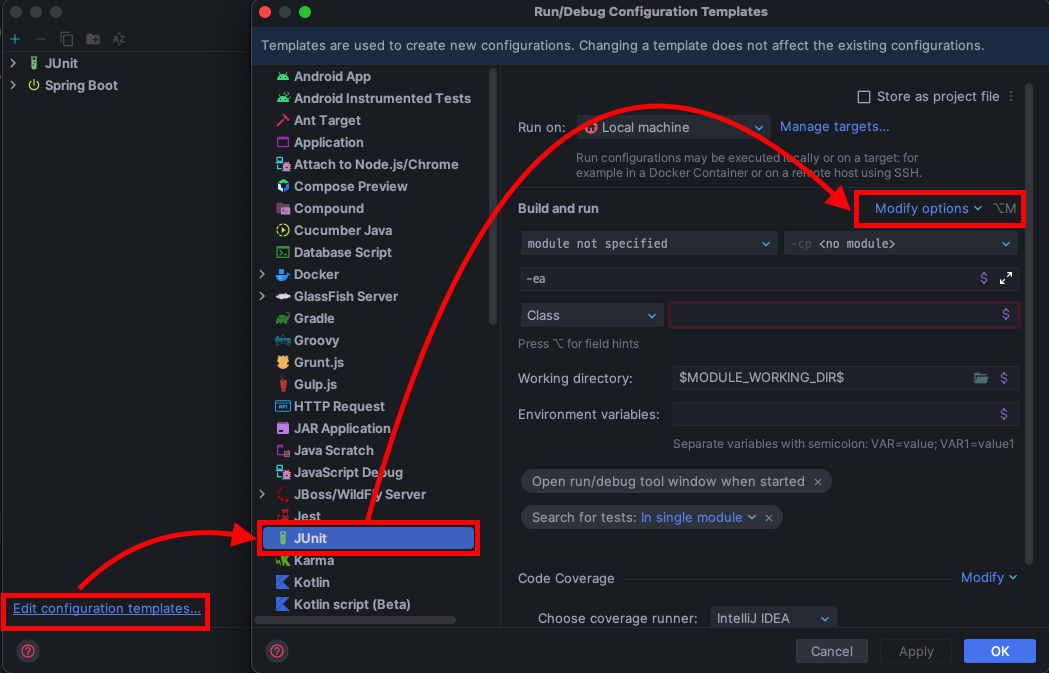 JUnit
Spring Boot
Edit configuration templates...
?
Run/Debug Configuration Templates
Templates are used to create new configurations. Changing a template does not affect the existing configurations.
Android App
Android Instrumented Tests
Ant Target
Application
Attach to Node.js/Chrome
Compose Preview
Compound
Cucumber Java
Database Script
Docker
GlassFish Server
Gradle
Groovy
Grunt.js
Gulp.js
HTTP Request
JAR Application
Java Scratch
JavaScript Debug
JBoss/WildFly Server
Jest
JUnit
Karma
Kotlin
Kotlin script (Beta)
Store as project file
Run on: Local machine Manage targets...
Run configurations may be executed locally or on a target: for
example in a Docker Container or on a remote host using SSH.
Build and run Modify options ⌥M
module not specified -cp <no module>
-ea $
Class $
Press ⌥ for field hints
Working directory: $MODULE_WORKING_DIR$ $
Environment variables: $
Separate variables with semicolon: VAR=value; VAR1=value1
Open run/debug tool window when started ×
Search for tests: In single module ×
Code Coverage Modify
Choose coverage runner: IntelliJ IDEA
? Cancel Apply OK